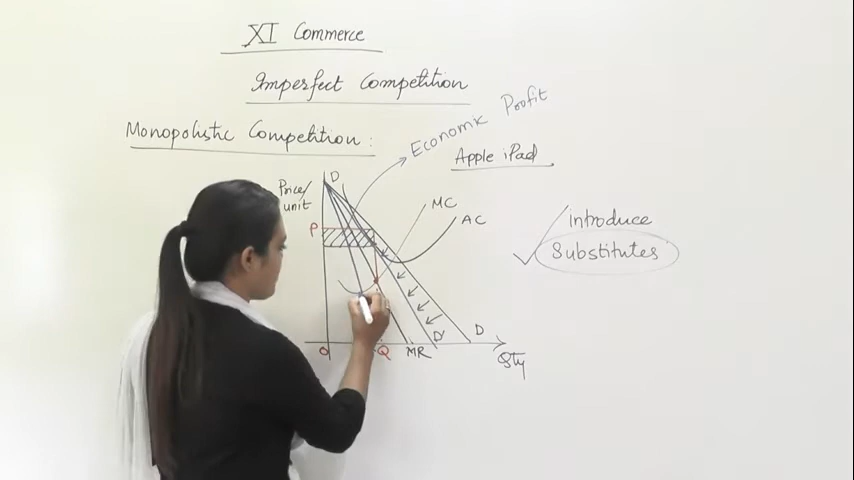 XI Commerce
Imperfect Competition
Monopolistic Competition :
Economic Profit
Apple iPad
Price/
unit
D
P
MC
AC
introduce
Substitutes
D'
D
O
Q
MR
Qty